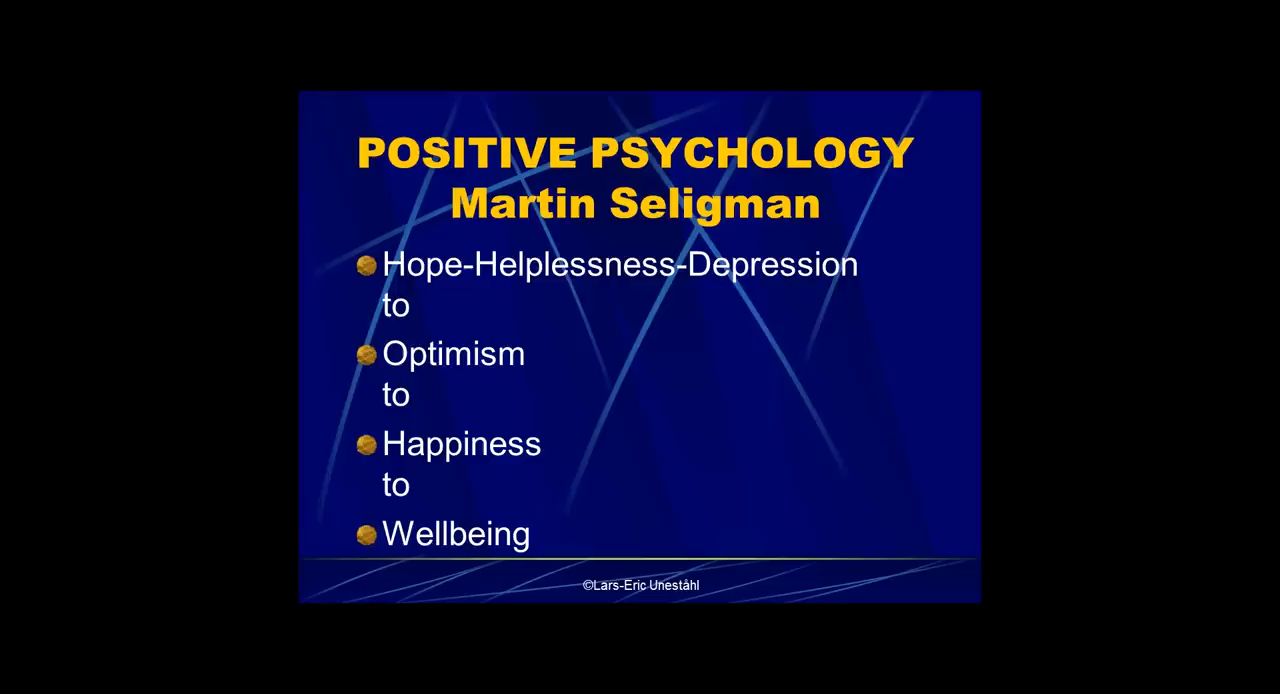 POSITIVE PSYCHOLOGY
Martin Seligman
Hope-Helplessness-Depression
to
Optimism
to
Happiness
to
Wellbeing
©Lars-Eric Uneståhl